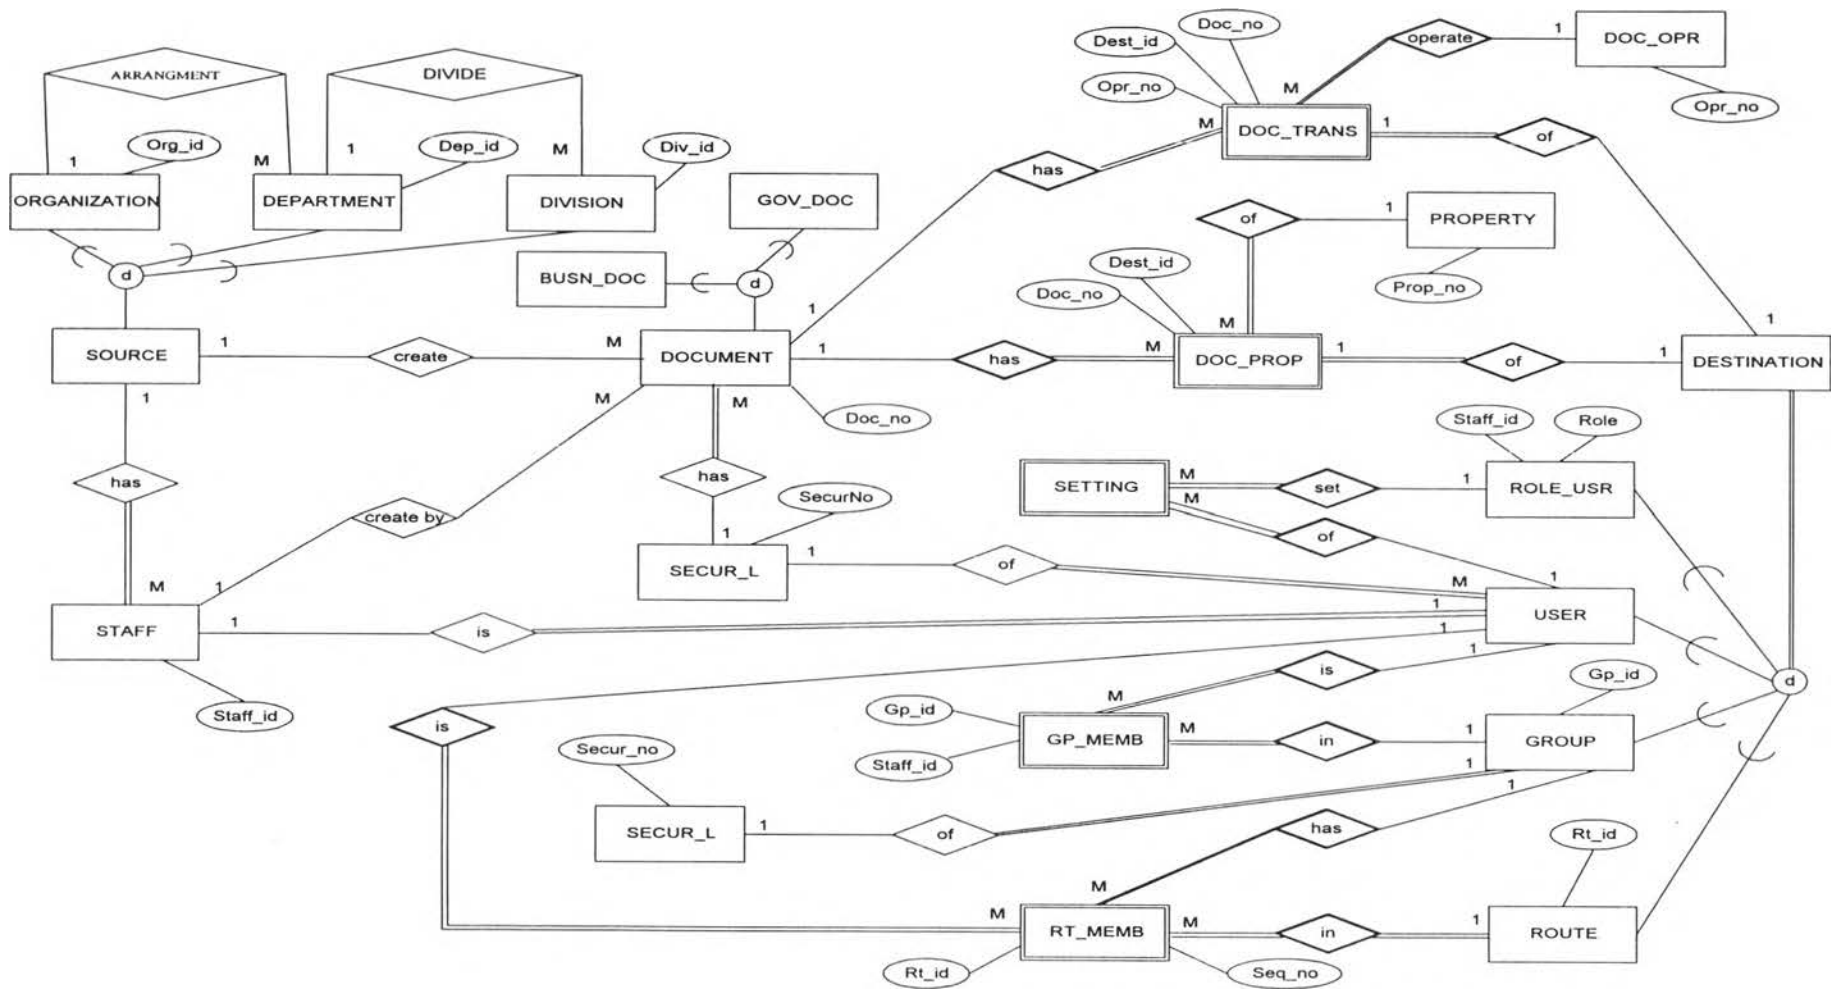 Doc_no
operate
1
DOC_OPR
Dest_id
ARRANGMENT
DIVIDE
Opr_no
M
Opr_no
M
DOC_TRANS
1
of
1
Org_id
M
1
Dep_id
M
Div_id
has
ORGANIZATION
DEPARTMENT
DIVISION
GOV_DOC
of
1
PROPERTY
d
BUSN_DOC
d
Dest_id
Doc_no
Prop_no
1
M
1
SOURCE
1
create
M
DOCUMENT
1
has
M
DOC_PROP
1
of
1
DESTINATION
1
M
M
Doc_no
Staff_id
Role
has
has
SETTING
M
set
1
ROLE_USR
SecurNo
M
create by
of
1
M
1
SECUR_L
1
of
M
1
STAFF
1
is
1
USER
1
1
is
d
Staff_id
Gp_id
M
Gp_id
is
Secur_no
GP_MEMB
M
in
1
GROUP
Staff_id
1
1
SECUR_L
1
of
has
Rt_id
M
M
RT_MEMB
M
in
1
ROUTE
Rt_id
Seq_no